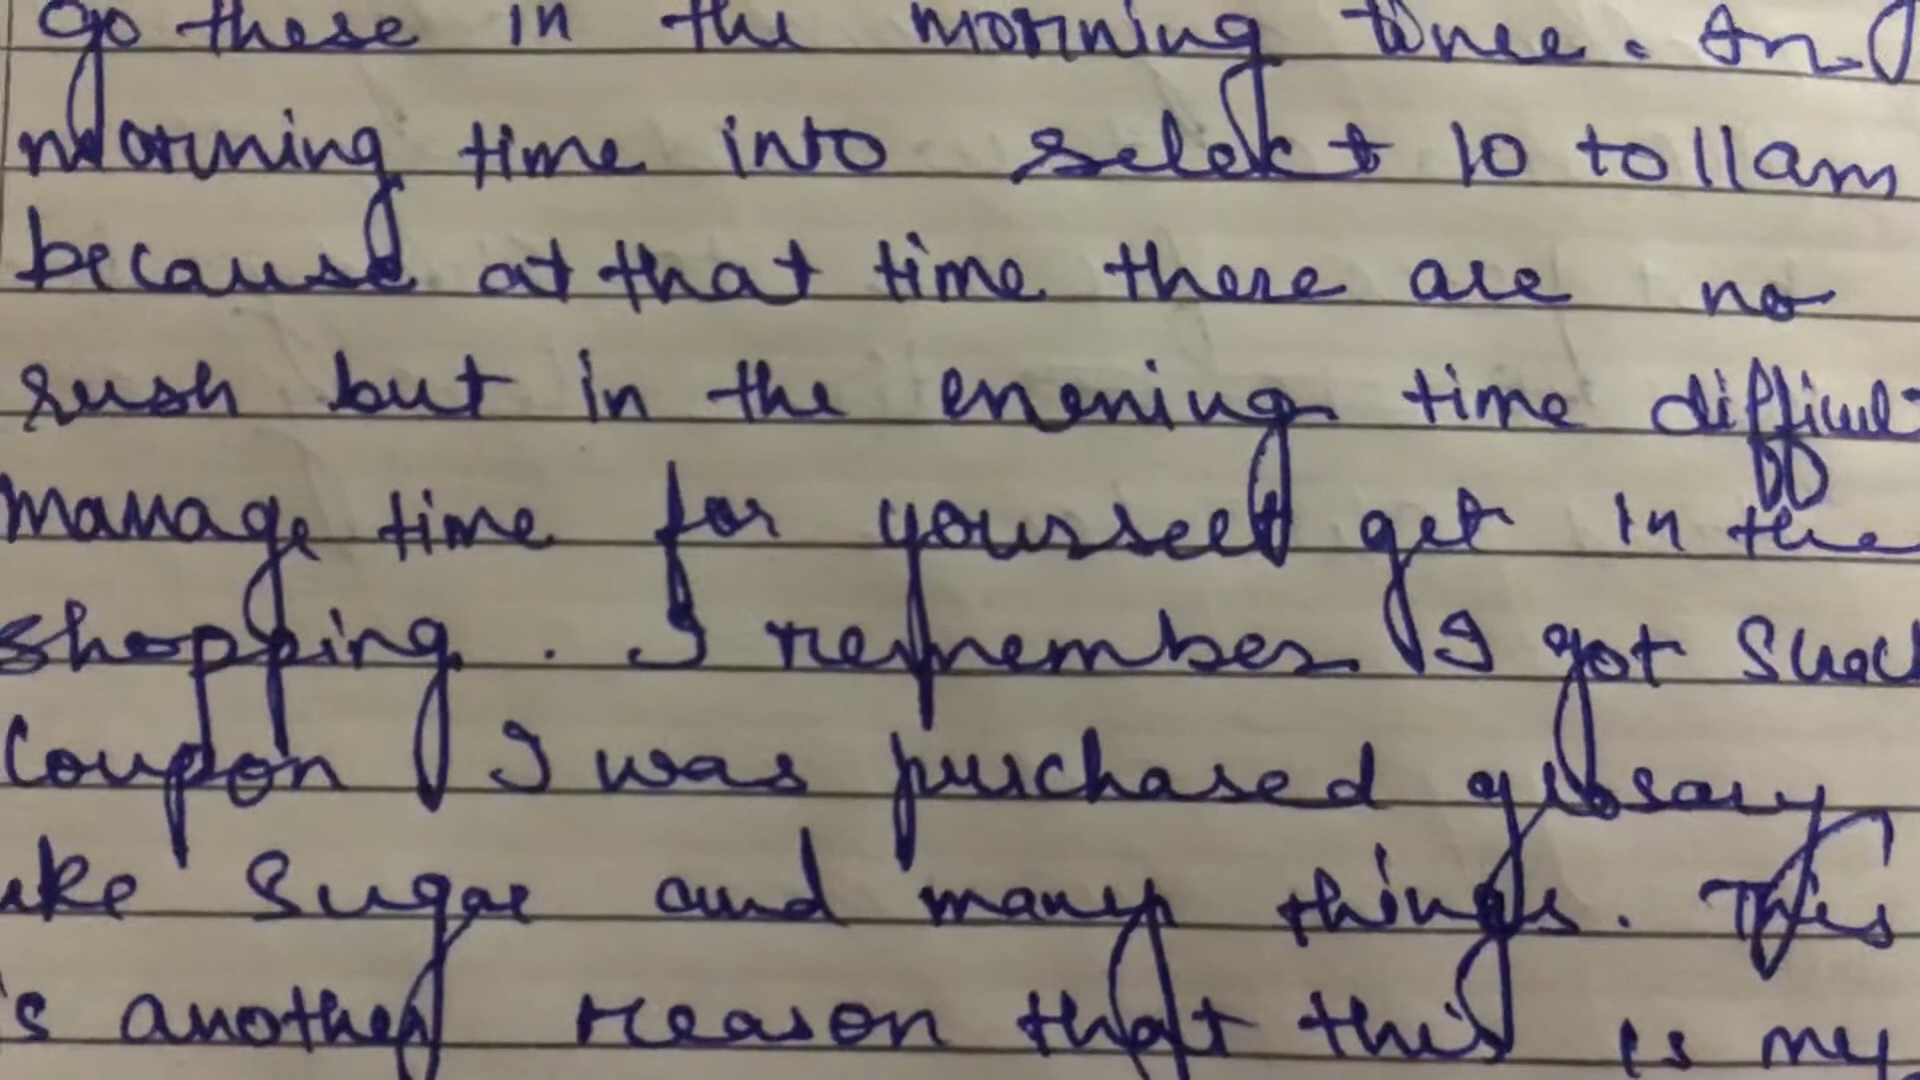 go there in the morning time. In
morning time into select 10 to 11am
because at that time there are no
rush but in the evening time difficult
manage time for yourself get in the
shopping. I remember I got such
coupon I was purchased grosary
like sugar and many things. This
is another reason that this is my